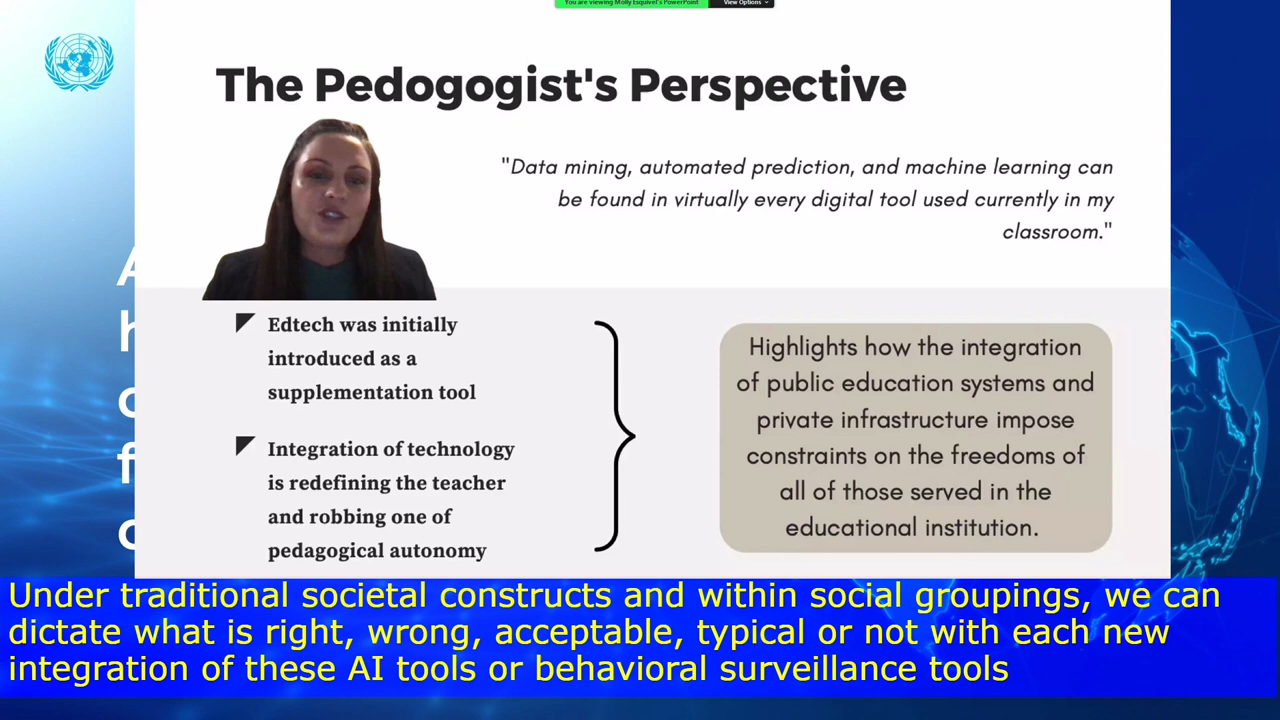 You are viewing Molly Esquivel's PowerPoint
View Options
The Pedogogist's Perspective
"Data mining, automated prediction, and machine learning can
be found in virtually every digital tool used currently in my
classroom."
Edtech was initially
introduced as a
supplementation tool
Integration of technology
is redefining the teacher
and robbing one of
pedagogical autonomy
Highlights how the integration
of public education systems and
private infrastructure impose
constraints on the freedoms of
all of those served in the
educational institution.
Under traditional societal constructs and within social groupings, we can
dictate what is right, wrong, acceptable, typical or not with each new
integration of these AI tools or behavioral surveillance tools